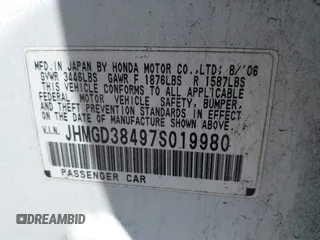 MFD. IN JAPAN BY HONDA MOTOR CO.,LTD; 8/'06
GVWR 3446LBS GAWR F 1876LBS R 1587LBS
THIS VEHICLE CONFORMS TO ALL APPLICABLE
FEDERAL MOTOR VEHICLE SAFETY, BUMPER,
AND THEFT PREVENTION STANDARDS IN EFFECT
ON THE DATE OF MANUFACTURE SHOWN ABOVE.
V.I.N. JHMGD38497S019980
PASSENGER CAR
DREAMBID